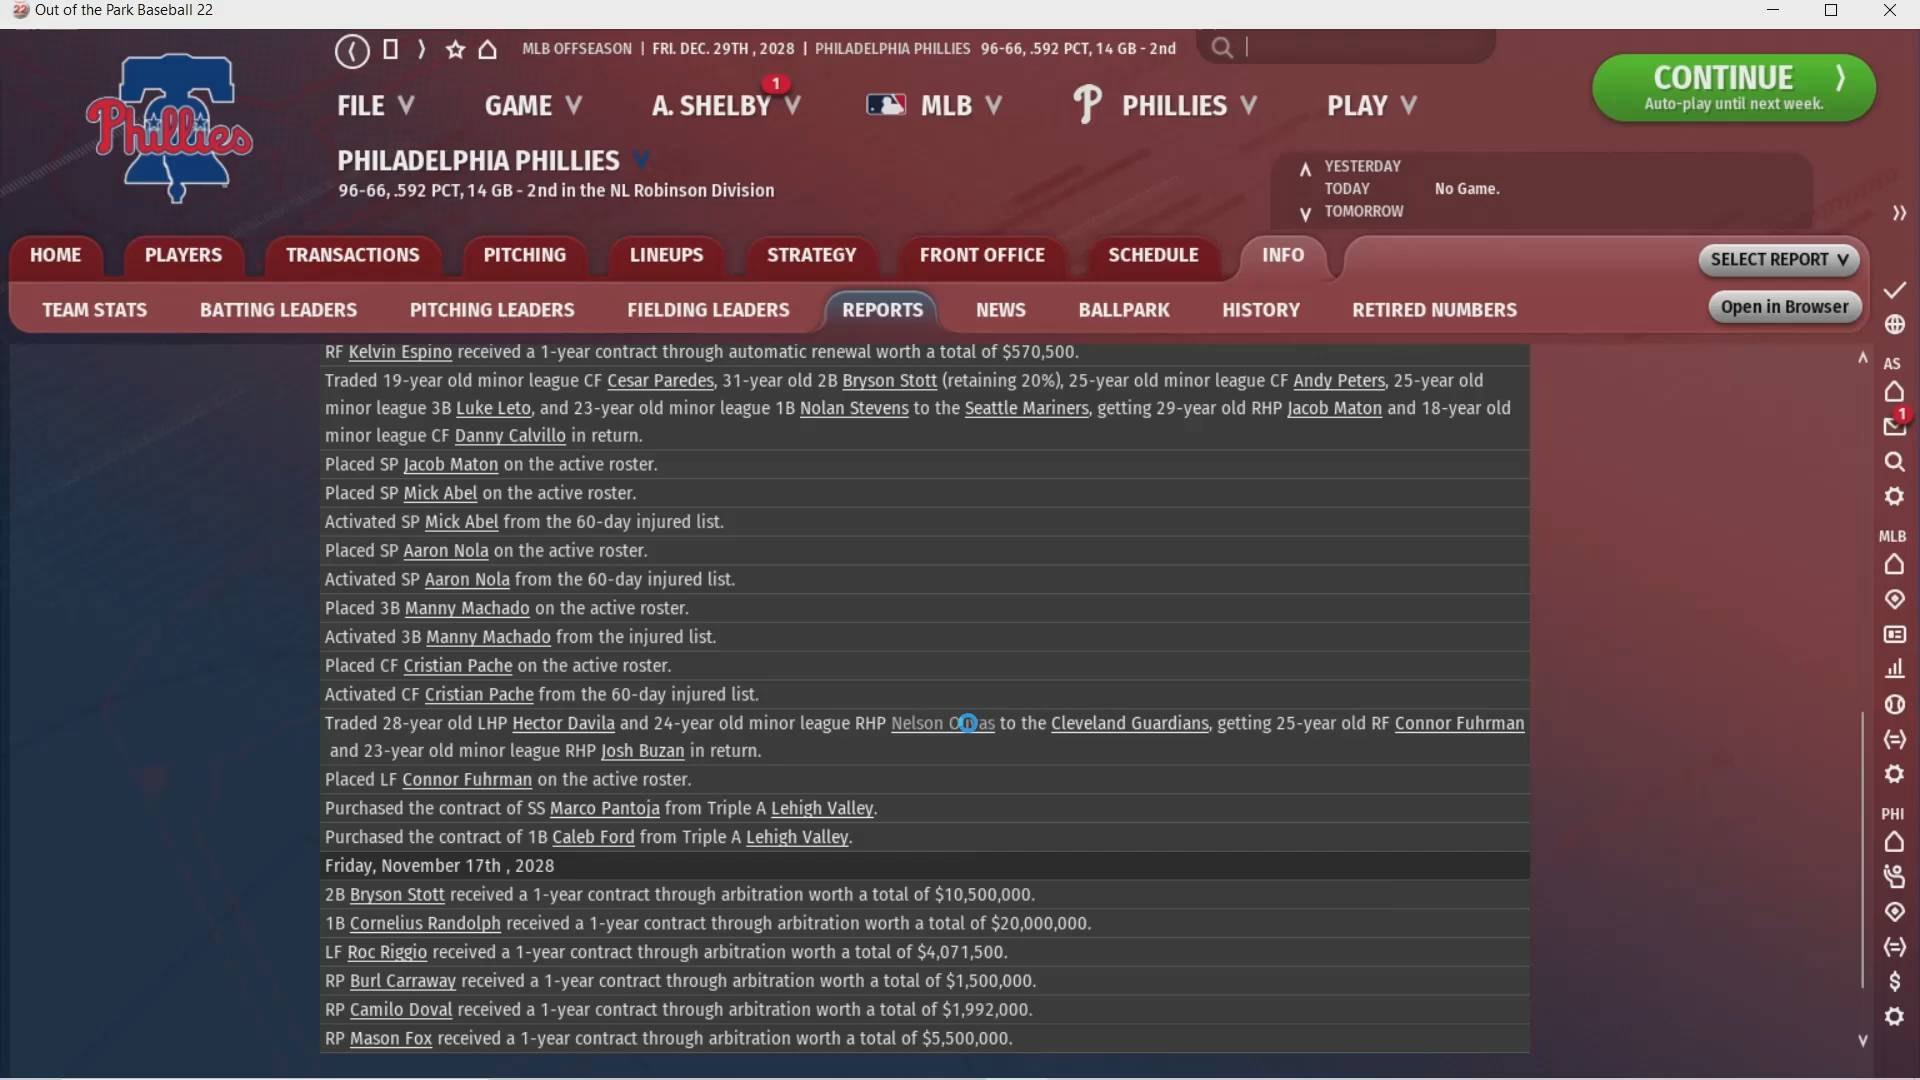 Out of the Park Baseball 22
MLB OFFSEASON | FRI. DEC. 29TH , 2028 | PHILADELPHIA PHILLIES 96-66, .592 PCT, 14 GB - 2nd
Phillies
FILE
GAME
A. SHELBY
1
MLB
PHILLIES
PLAY
CONTINUE
Auto-play until next week.
PHILADELPHIA PHILLIES
96-66, .592 PCT, 14 GB - 2nd in the NL Robinson Division
YESTERDAY
TODAY No Game.
TOMORROW
HOME PLAYERS TRANSACTIONS PITCHING LINEUPS STRATEGY FRONT OFFICE SCHEDULE INFO
SELECT REPORT
TEAM STATS BATTING LEADERS PITCHING LEADERS FIELDING LEADERS REPORTS NEWS BALLPARK HISTORY RETIRED NUMBERS
Open in Browser
RF Kelvin Espino received a 1-year contract through automatic renewal worth a total of $570,500.
Traded 19-year old minor league CF Cesar Paredes, 31-year old 2B Bryson Stott (retaining 20%), 25-year old minor league CF Andy Peters, 25-year old
minor league 3B Luke Leto, and 23-year old minor league 1B Nolan Stevens to the Seattle Mariners, getting 29-year old RHP Jacob Maton and 18-year old
minor league CF Danny Calvillo in return.
Placed SP Jacob Maton on the active roster.
Placed SP Mick Abel on the active roster.
Activated SP Mick Abel from the 60-day injured list.
Placed SP Aaron Nola on the active roster.
Activated SP Aaron Nola from the 60-day injured list.
Placed 3B Manny Machado on the active roster.
Activated 3B Manny Machado from the injured list.
Placed CF Cristian Pache on the active roster.
Activated CF Cristian Pache from the 60-day injured list.
Traded 28-year old LHP Hector Davila and 24-year old minor league RHP Nelson to the Cleveland Guardians, getting 25-year old RF Connor Fuhrman
and 23-year old minor league RHP Josh Buzan in return.
Placed LF Connor Fuhrman on the active roster.
Purchased the contract of SS Marco Pantoja from Triple A Lehigh Valley.
Purchased the contract of 1B Caleb Ford from Triple A Lehigh Valley.
Friday, November 17th , 2028
2B Bryson Stott received a 1-year contract through arbitration worth a total of $10,500,000.
1B Cornelius Randolph received a 1-year contract through arbitration worth a total of $20,000,000.
LF Roc Riggio received a 1-year contract through arbitration worth a total of $4,071,500.
RP Burl Carraway received a 1-year contract through arbitration worth a total of $1,500,000.
RP Camilo Doval received a 1-year contract through arbitration worth a total of $1,992,000.
RP Mason Fox received a 1-year contract through arbitration worth a total of $5,500,000.
AS
1
MLB
PHI